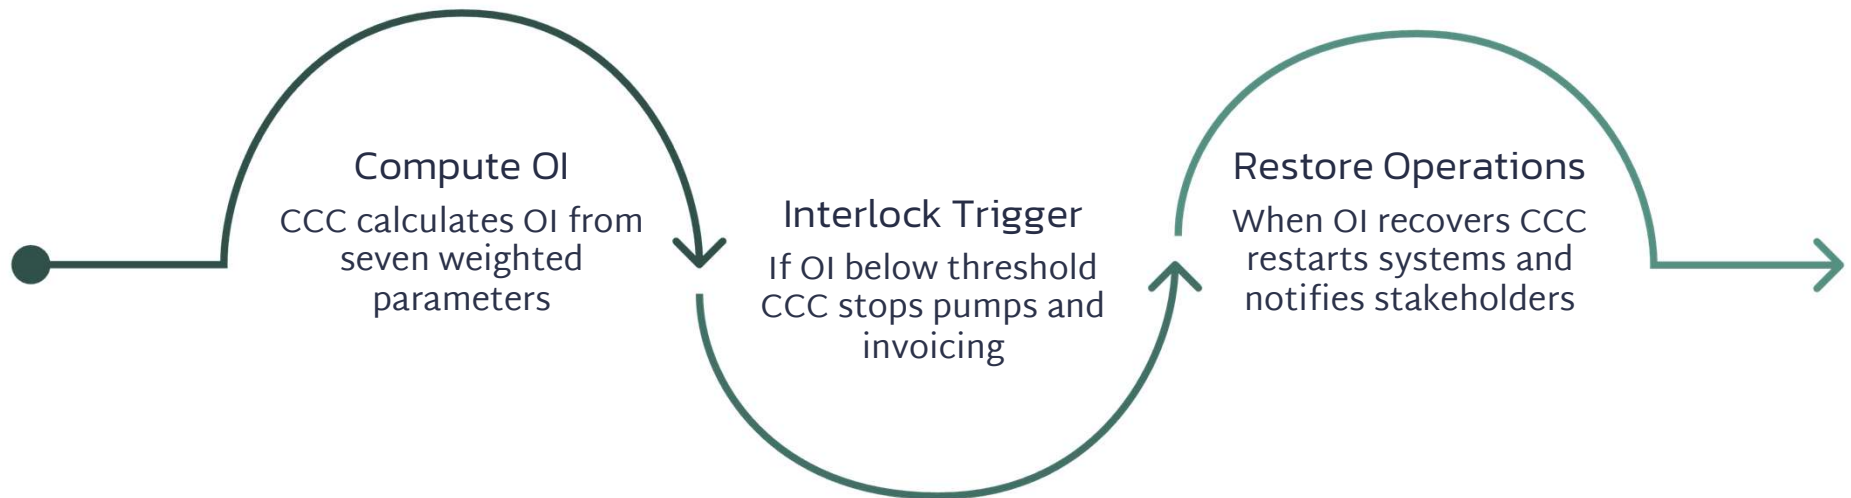 Compute OI
CCC calculates OI from
seven weighted
parameters
Interlock Trigger
If OI below threshold
CCC stops pumps and
invoicing
Restore Operations
When OI recovers CCC
restarts systems and
notifies stakeholders